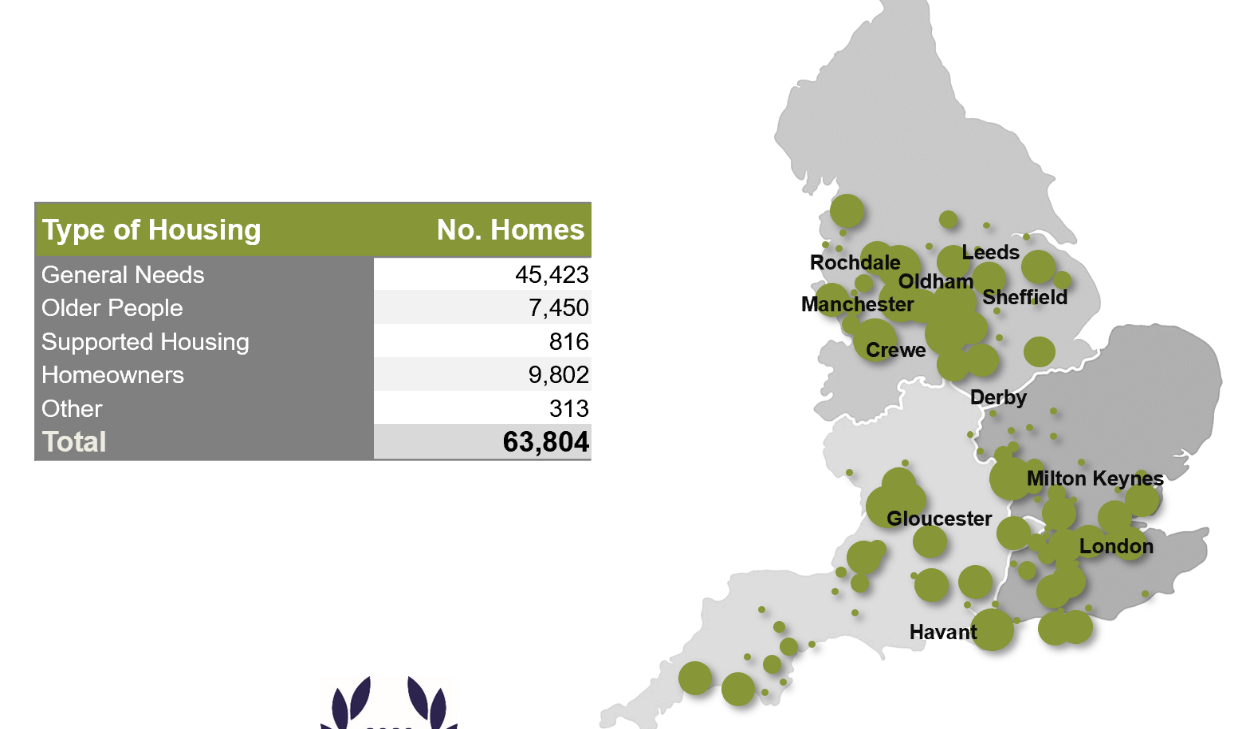 Type of Housing No. Homes
General Needs 45,423
Older People 7,450
Supported Housing 816
Homeowners 9,802
Other 313
Total 63,804
Leeds
Rochdale
Oldham
Sheffield
Manchester
Crewe
Derby
Milton Keynes
Gloucester
London
Havant